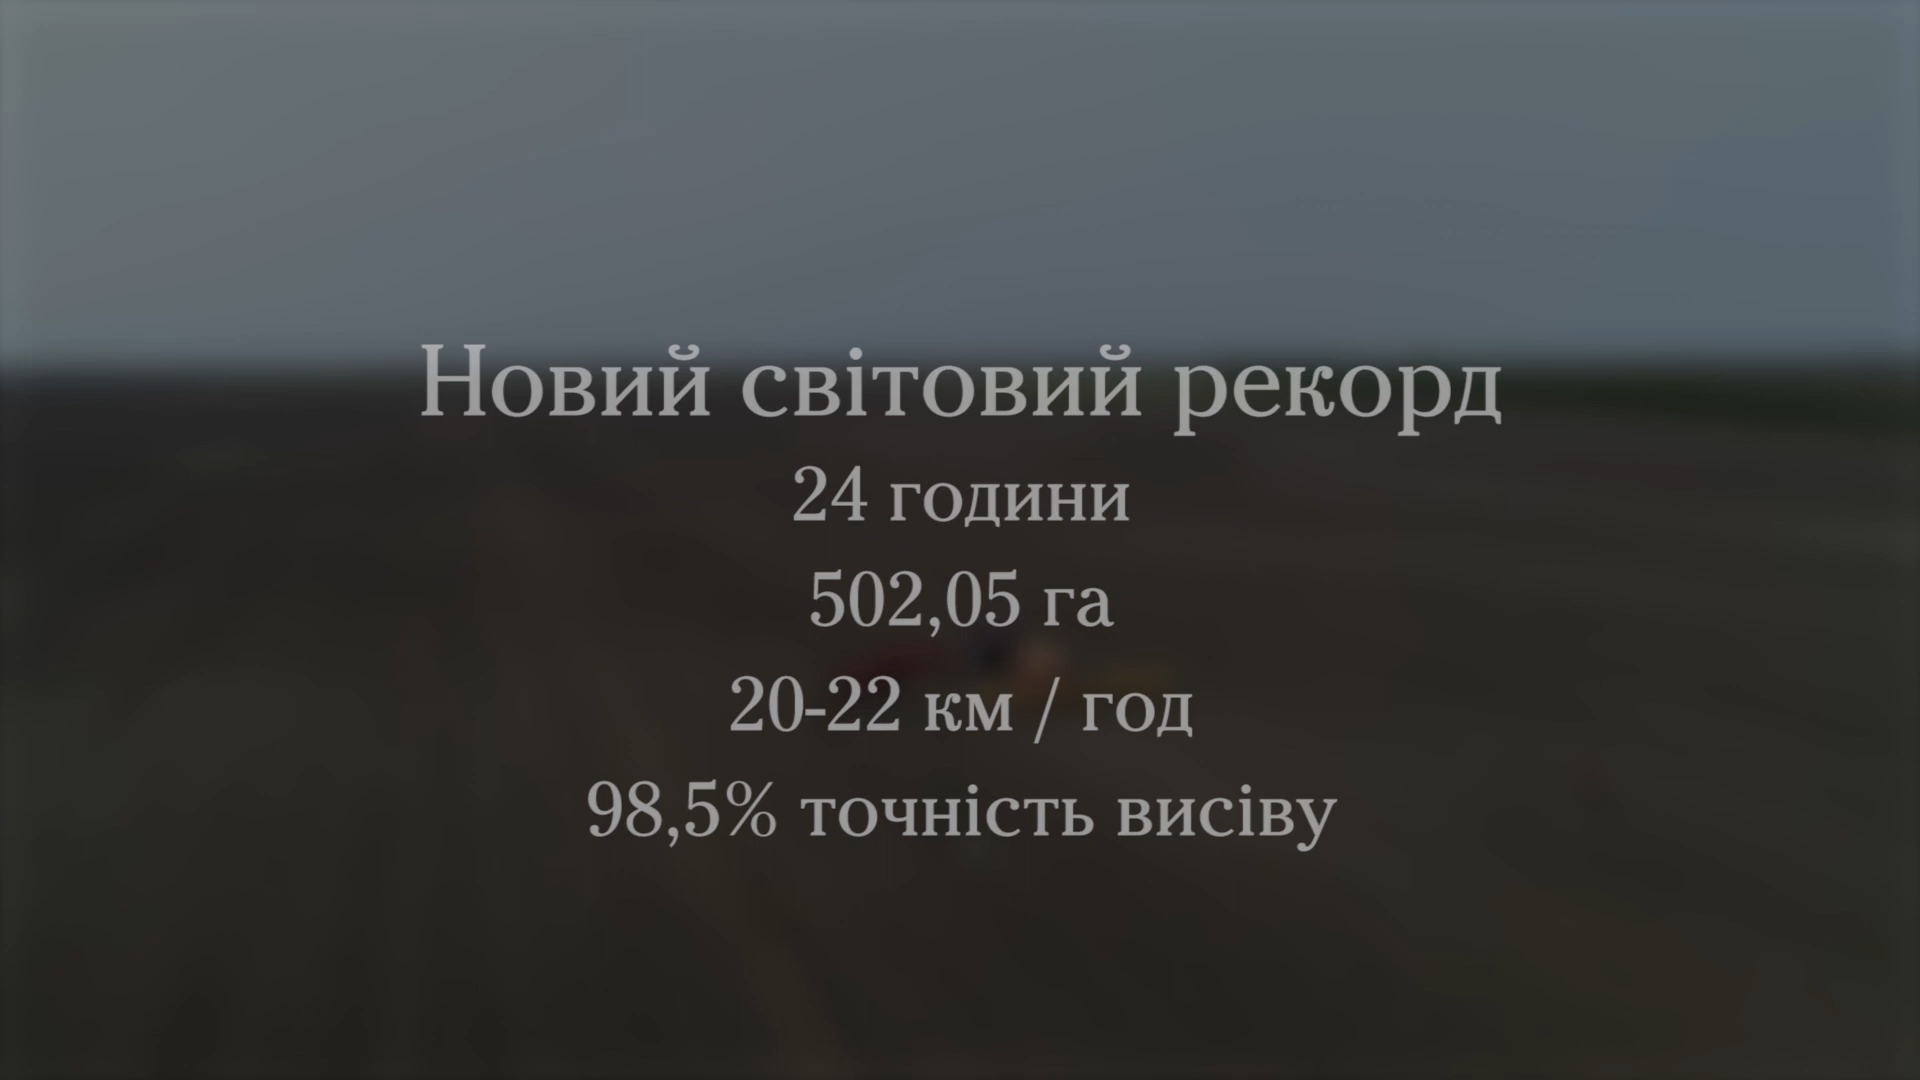 Новий світовий рекорд
24 години
502,05 га
20-22 км / год
98,5% точність висіву